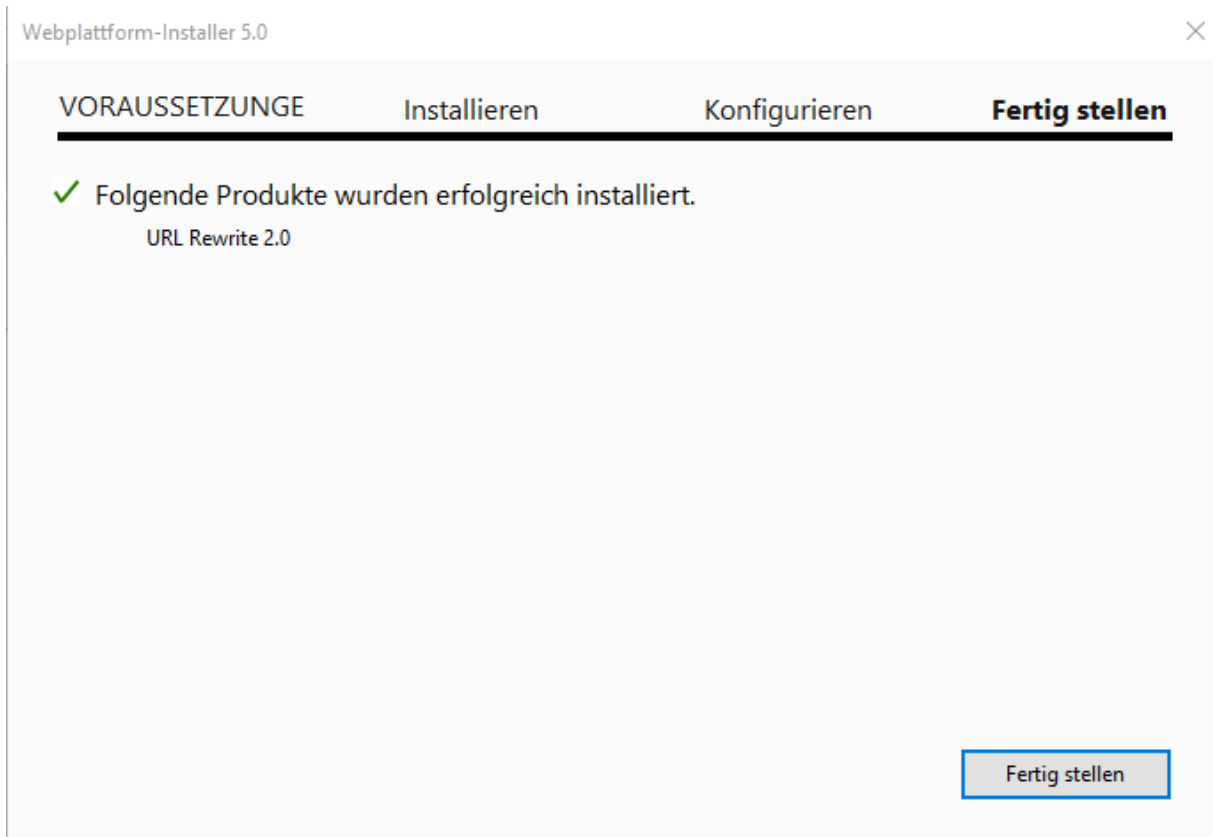 Webplattform-Installer 5.0
VORAUSSETZUNGE Installieren Konfigurieren Fertig stellen
Folgende Produkte wurden erfolgreich installiert.
URL Rewrite 2.0
Fertig stellen